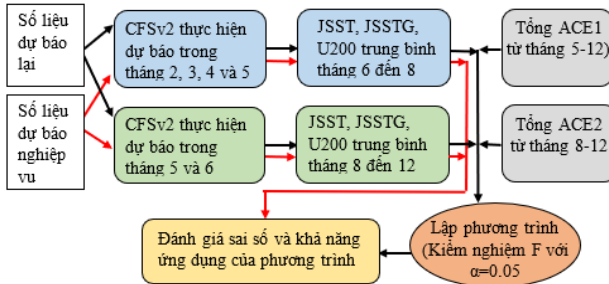 Số liệu
dự báo
lại
CFSv2 thực hiện
dự báo trong
tháng 2, 3, 4 và 5
JSST, JSSTG,
U200 trung bình
tháng 6 đến 8
Tổng ACE1
từ tháng 5-12)
Số liệu
dự báo
nghiệp
vu
CFSv2 thực hiện
dự báo trong
tháng 5 và 6
JSST, JSSTG,
U200 trung bình
tháng 8 đến 12
Tổng ACE2
từ tháng 8-12
Đánh giá sai số và khả năng
ứng dụng của phương trình
Lập phương trình
(Kiểm nghiệm F với
α=0.05